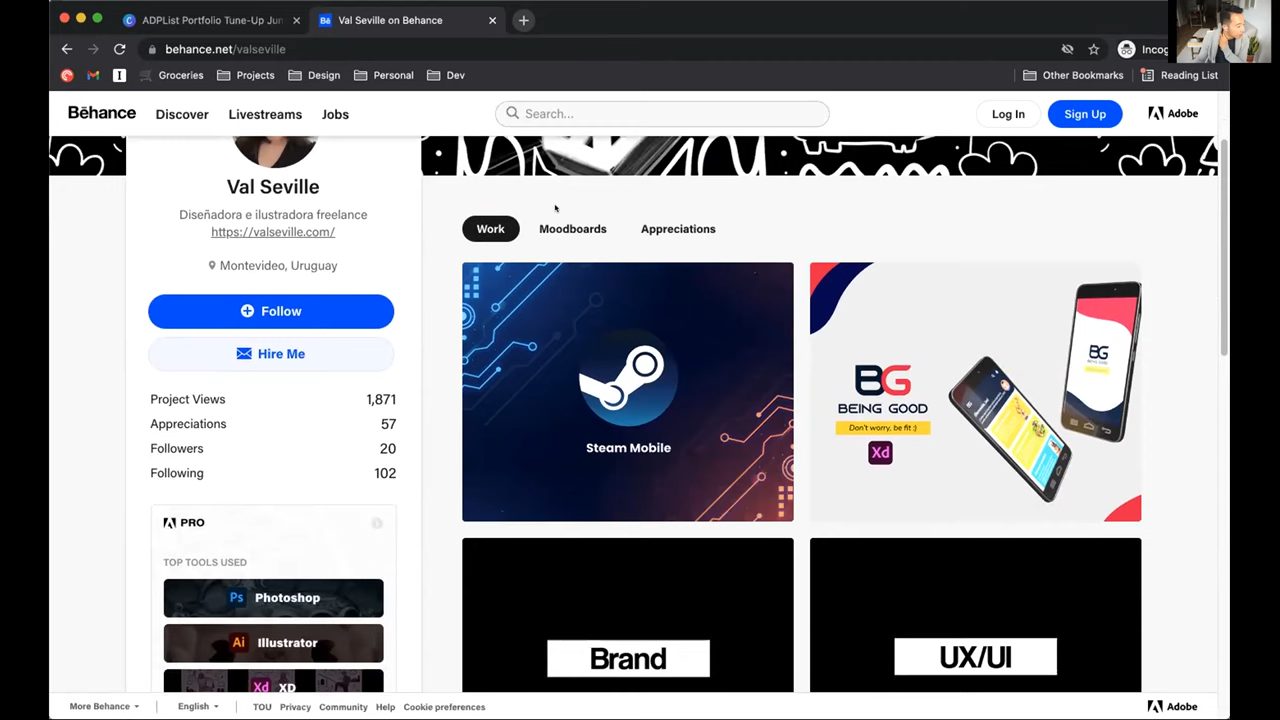 ADPList Portfolio Tune-Up Jun
Val Seville on Behance
behance.net/valseville
Incog
Groceries
Projects
Design
Personal
Dev
Other Bookmarks
Reading List
Bēhance
Discover
Livestreams
Jobs
Search...
Log In
Sign Up
Adobe
Val Seville
Diseñadora e ilustradora freelance
https://valseville.com/
Montevideo, Uruguay
Follow
Hire Me
Project Views 1,871
Appreciations 57
Followers 20
Following 102
PRO
TOP TOOLS USED
Ps Photoshop
Ai Illustrator
Xd XD
Work
Moodboards
Appreciations
Steam Mobile
BG
BEING GOOD
Don't worry, be fit :)
Xd
BG
Brand
UX/UI
More Behance
English
TOU
Privacy
Community
Help
Cookie preferences
Adobe